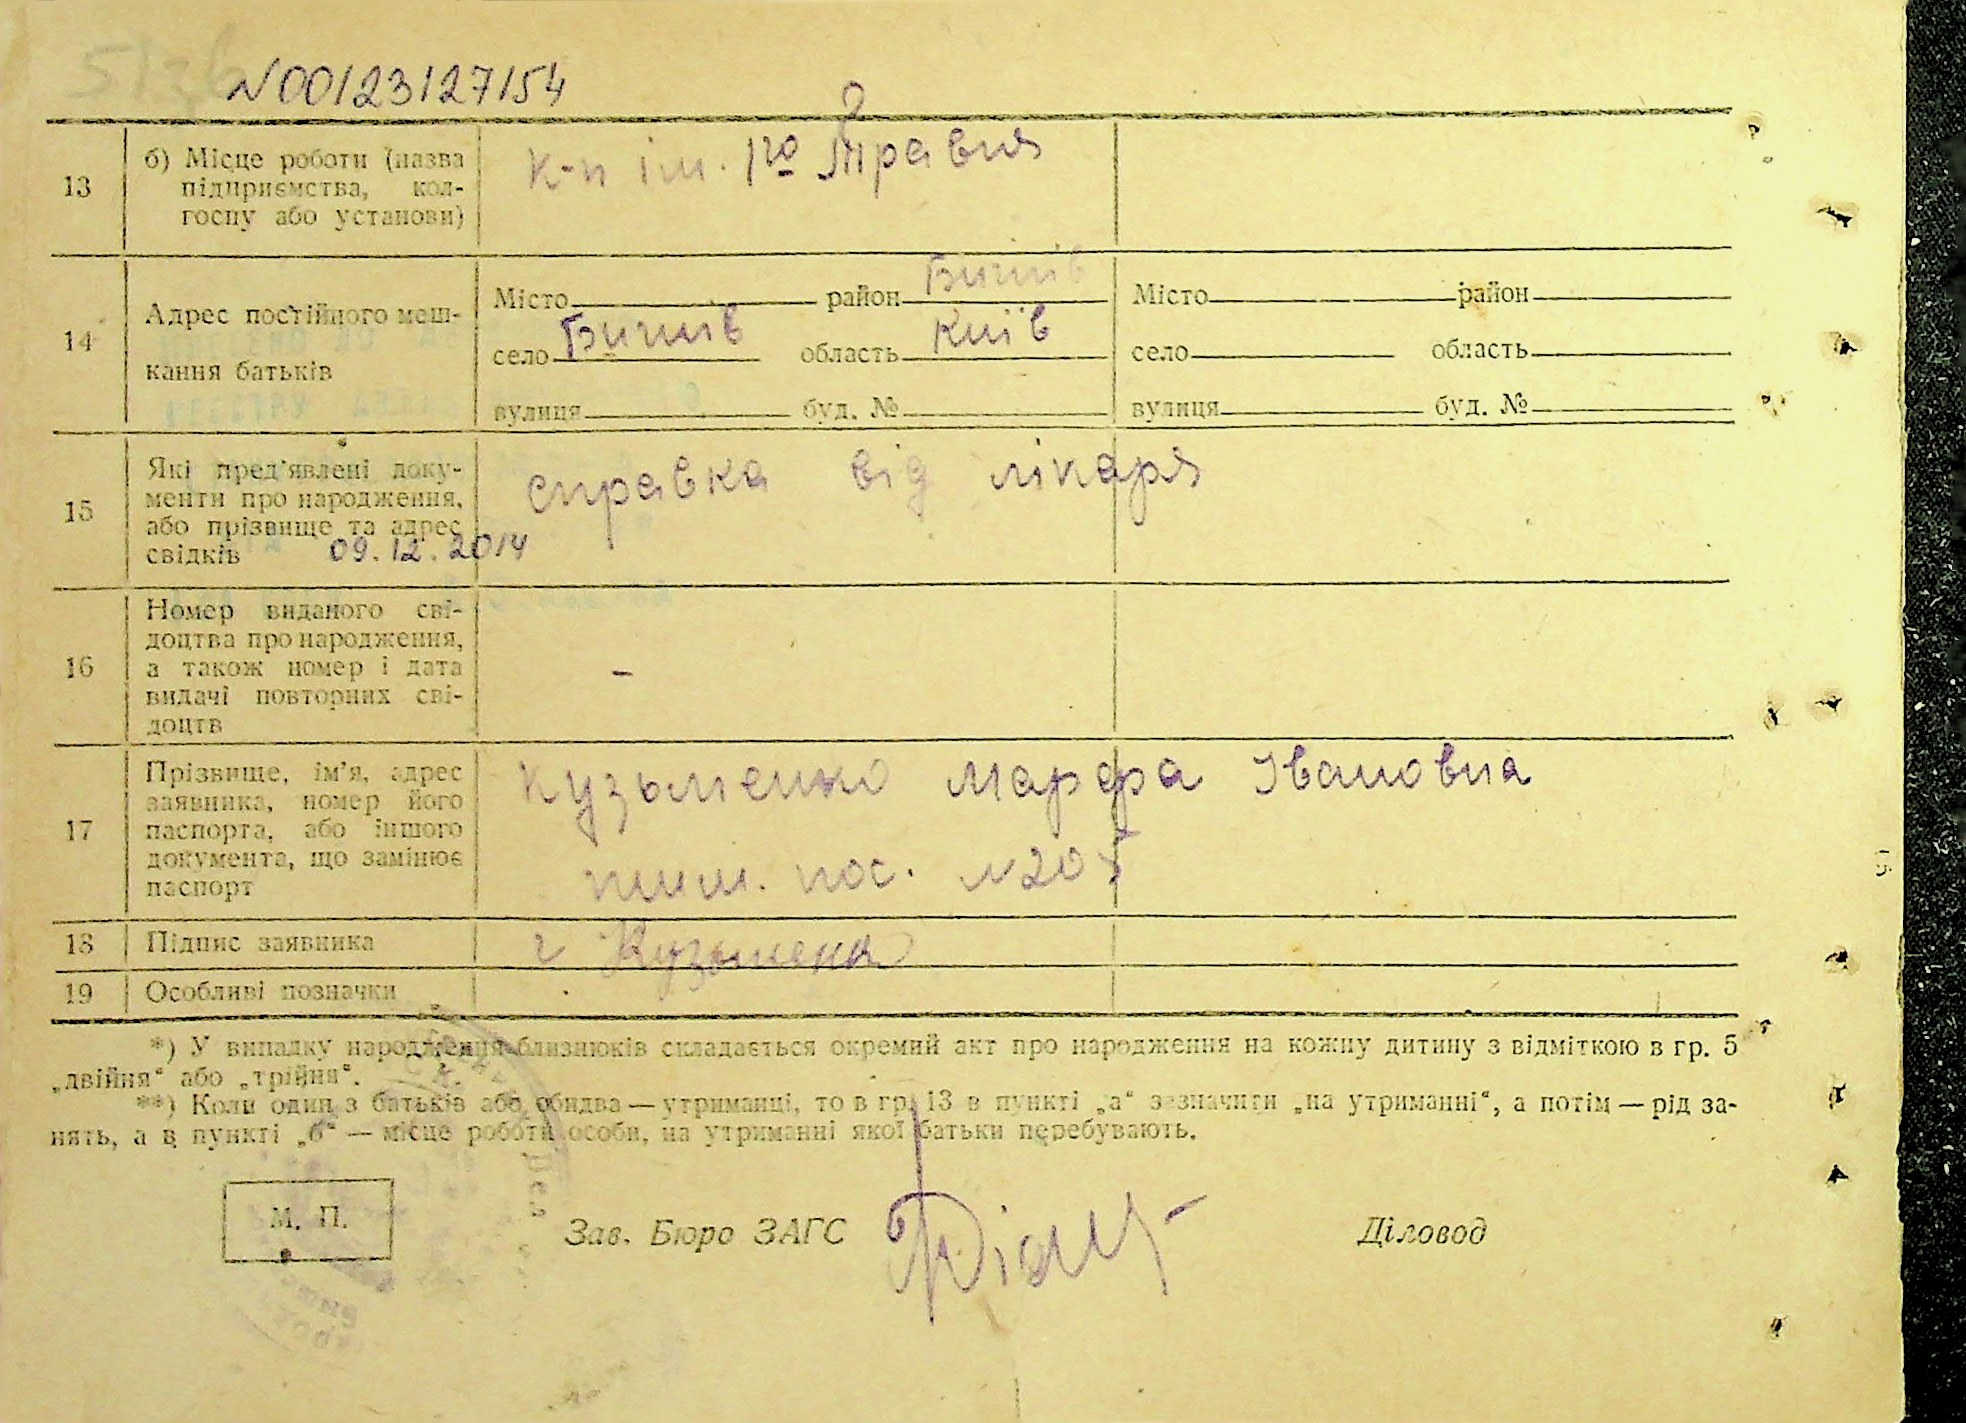 N00123127154
13
б) Місце роботи (назва
підприємства, кол-
госпу або установи)
к-п ім. 1го Травня
14
Адрес постійного меш-
кання батьків
Місто район Бишів
село Бишів область Київ
вулиця буд. №
Місто район
село область
вулиця буд. №
15
Які пред'явлені доку-
менти про народження,
або прізвище та адрес
свідків 09.12.2014
справка від лікаря
16
Номер виданого сві-
доцтва про народження,
а також номер і дата
видачі повторних сві-
доцтв
-
17
Прізвище, ім'я, адрес
заявника, номер його
паспорта, або іншого
документа, що замінює
паспорт
Кузьменко Марфа Івановна
пос. N205
18
Підпис заявника
Кузьменко
19
Особливі позначки
*) У випадку народження близнюків складається окремий акт про народження на кожну дитину з відміткою в гр. 5
„двійня“ або „трійня“.
**) Коли один з батьків або обидва — утриманці, то в гр. 13 в пункті „а“ зазначити „на утриманні“, а потім — рід за-
нять, а в пункті „б“ — місце роботи особи, на утриманні якої батьки перебувають.
М. П.
Зав. Бюро ЗАГС
Діловод